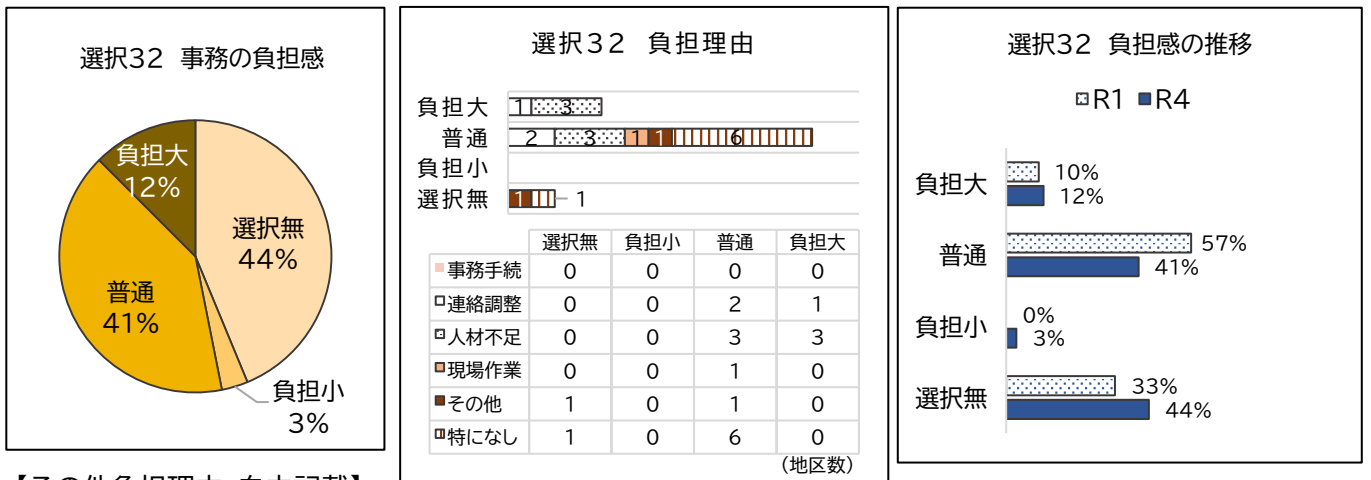 選択32 事務の負担感
負担大
12%
選択無
44%
普通
41%
負担小
3%
選択32 負担理由
負担大 1 3
普通 2 3 1 1 6
負担小
選択無 1 1
選択無 負担小 普通 負担大
事務手続 0 0 0 0
連絡調整 0 0 2 1
人材不足 0 0 3 3
現場作業 0 0 1 0
その他 1 0 1 0
特になし 1 0 6 0
(地区数)
選択32 負担感の推移
R1 R4
負担大 10%
12%
普通 57%
41%
負担小 0%
3%
選択無 33%
44%